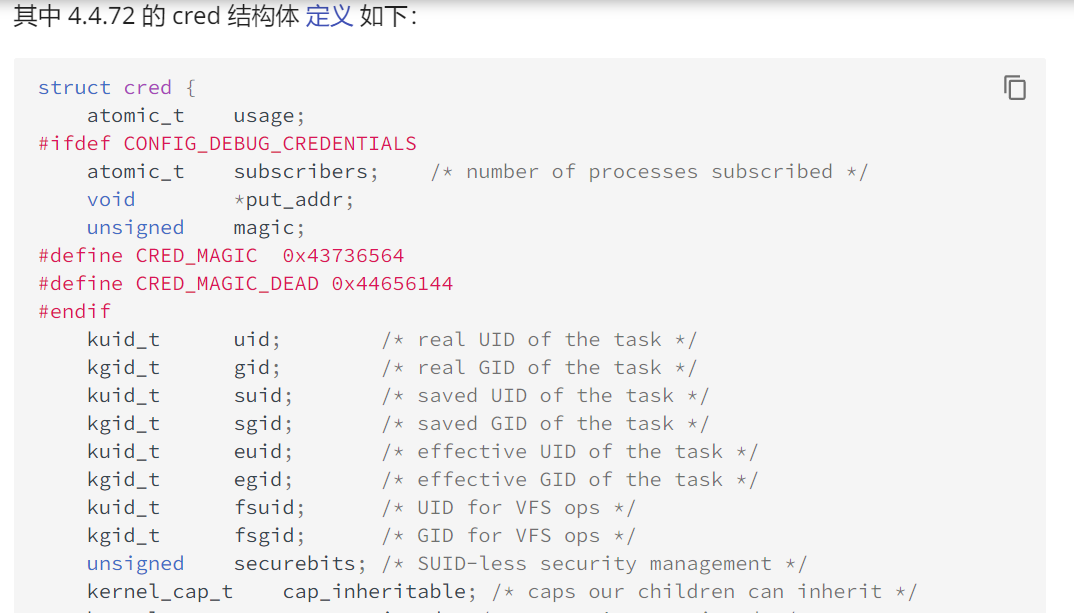 其中 4.4.72 的 cred 结构体 定义 如下：
struct cred {
    atomic_t    usage;
#ifdef CONFIG_DEBUG_CREDENTIALS
    atomic_t    subscribers;    /* number of processes subscribed */
    void        *put_addr;
    unsigned    magic;
#define CRED_MAGIC  0x43736564
#define CRED_MAGIC_DEAD 0x44656144
#endif
    kuid_t      uid;        /* real UID of the task */
    kgid_t      gid;        /* real GID of the task */
    kuid_t      suid;       /* saved UID of the task */
    kgid_t      sgid;       /* saved GID of the task */
    kuid_t      euid;       /* effective UID of the task */
    kgid_t      egid;       /* effective GID of the task */
    kuid_t      fsuid;      /* UID for VFS ops */
    kgid_t      fsgid;      /* GID for VFS ops */
    unsigned    securebits; /* SUID-less security management */
    kernel_cap_t    cap_inheritable; /* caps our children can inherit */